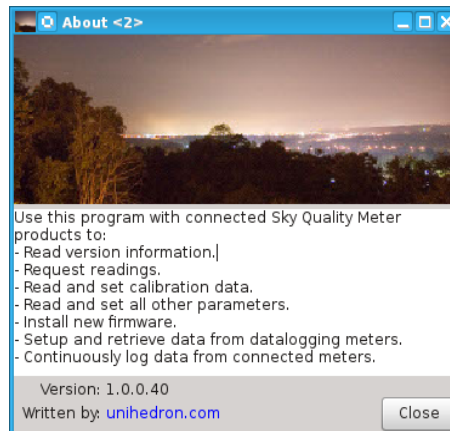 About <2>
Use this program with connected Sky Quality Meter
products to:
- Read version information.
- Request readings.
- Read and set calibration data.
- Read and set all other parameters.
- Install new firmware.
- Setup and retrieve data from datalogging meters.
- Continuously log data from connected meters.
Version: 1.0.0.40
Written by: unihedron.com
Close